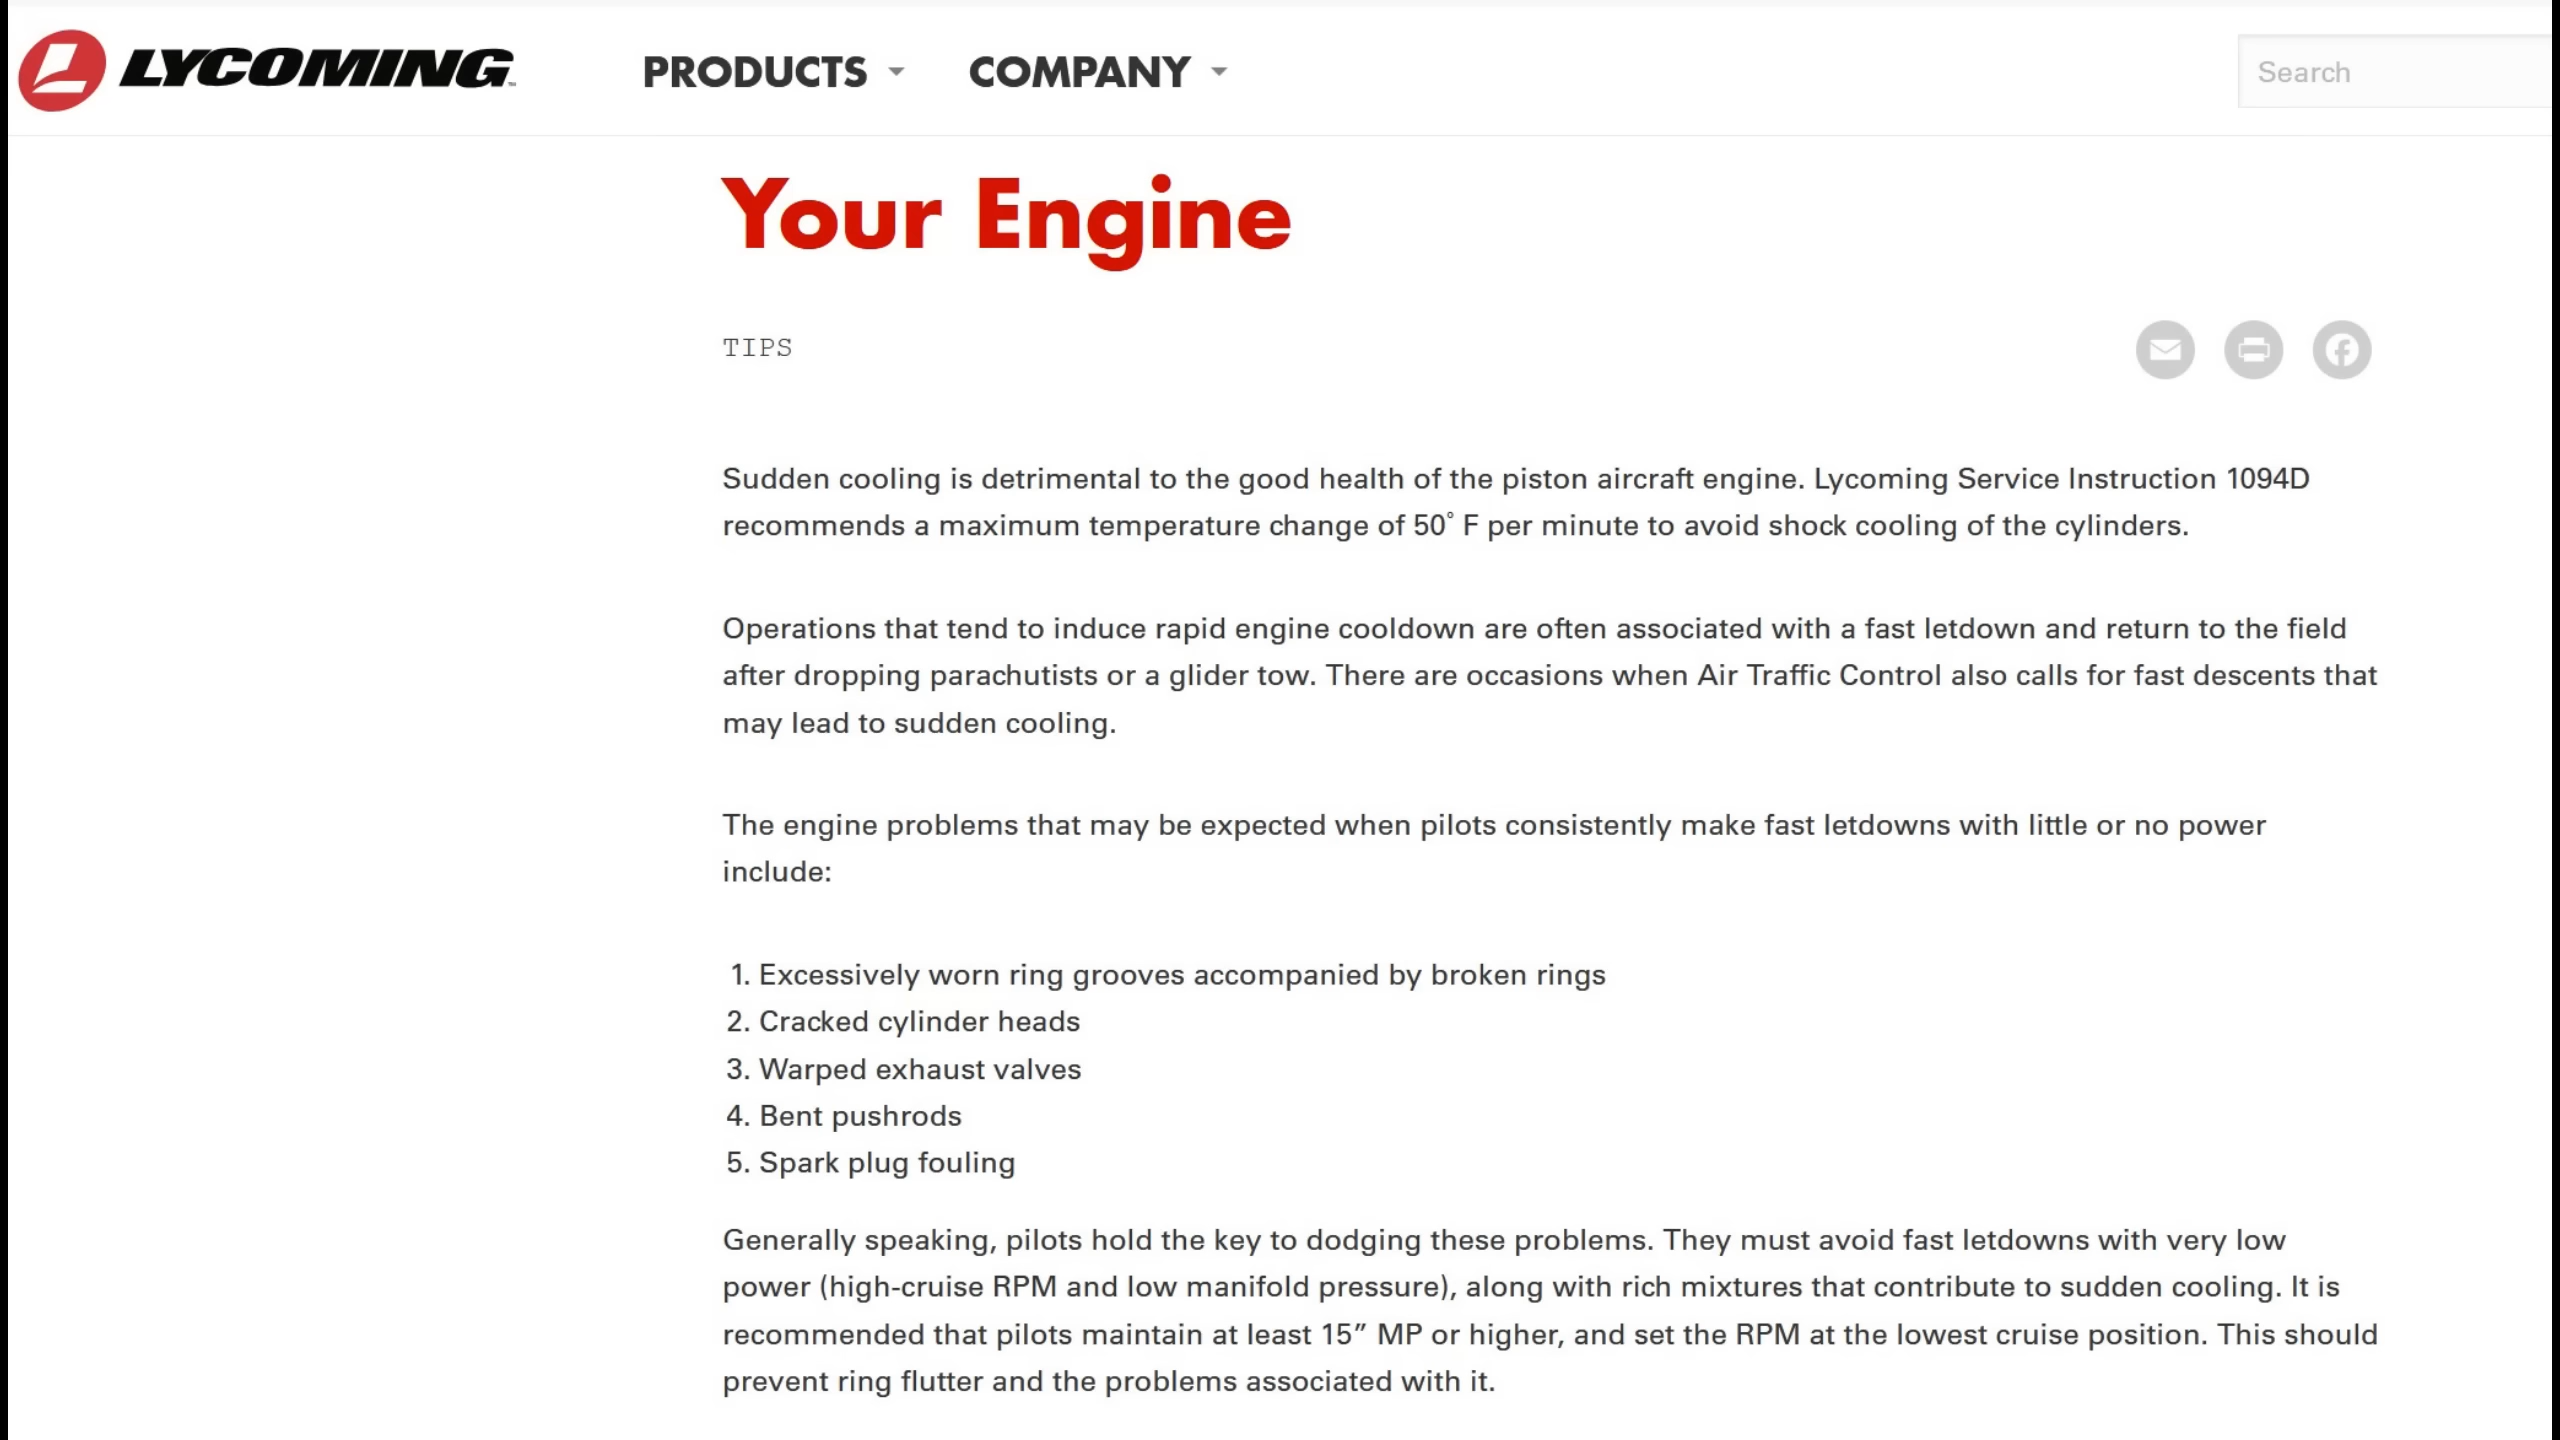 LYCOMING
PRODUCTS
COMPANY
Search
Your Engine
TIPS
Sudden cooling is detrimental to the good health of the piston aircraft engine. Lycoming Service Instruction 1094D
recommends a maximum temperature change of 50° F per minute to avoid shock cooling of the cylinders.
Operations that tend to induce rapid engine cooldown are often associated with a fast letdown and return to the field
after dropping parachutists or a glider tow. There are occasions when Air Traffic Control also calls for fast descents that
may lead to sudden cooling.
The engine problems that may be expected when pilots consistently make fast letdowns with little or no power
include:
1. Excessively worn ring grooves accompanied by broken rings
2. Cracked cylinder heads
3. Warped exhaust valves
4. Bent pushrods
5. Spark plug fouling
Generally speaking, pilots hold the key to dodging these problems. They must avoid fast letdowns with very low
power (high-cruise RPM and low manifold pressure), along with rich mixtures that contribute to sudden cooling. It is
recommended that pilots maintain at least 15” MP or higher, and set the RPM at the lowest cruise position. This should
prevent ring flutter and the problems associated with it.